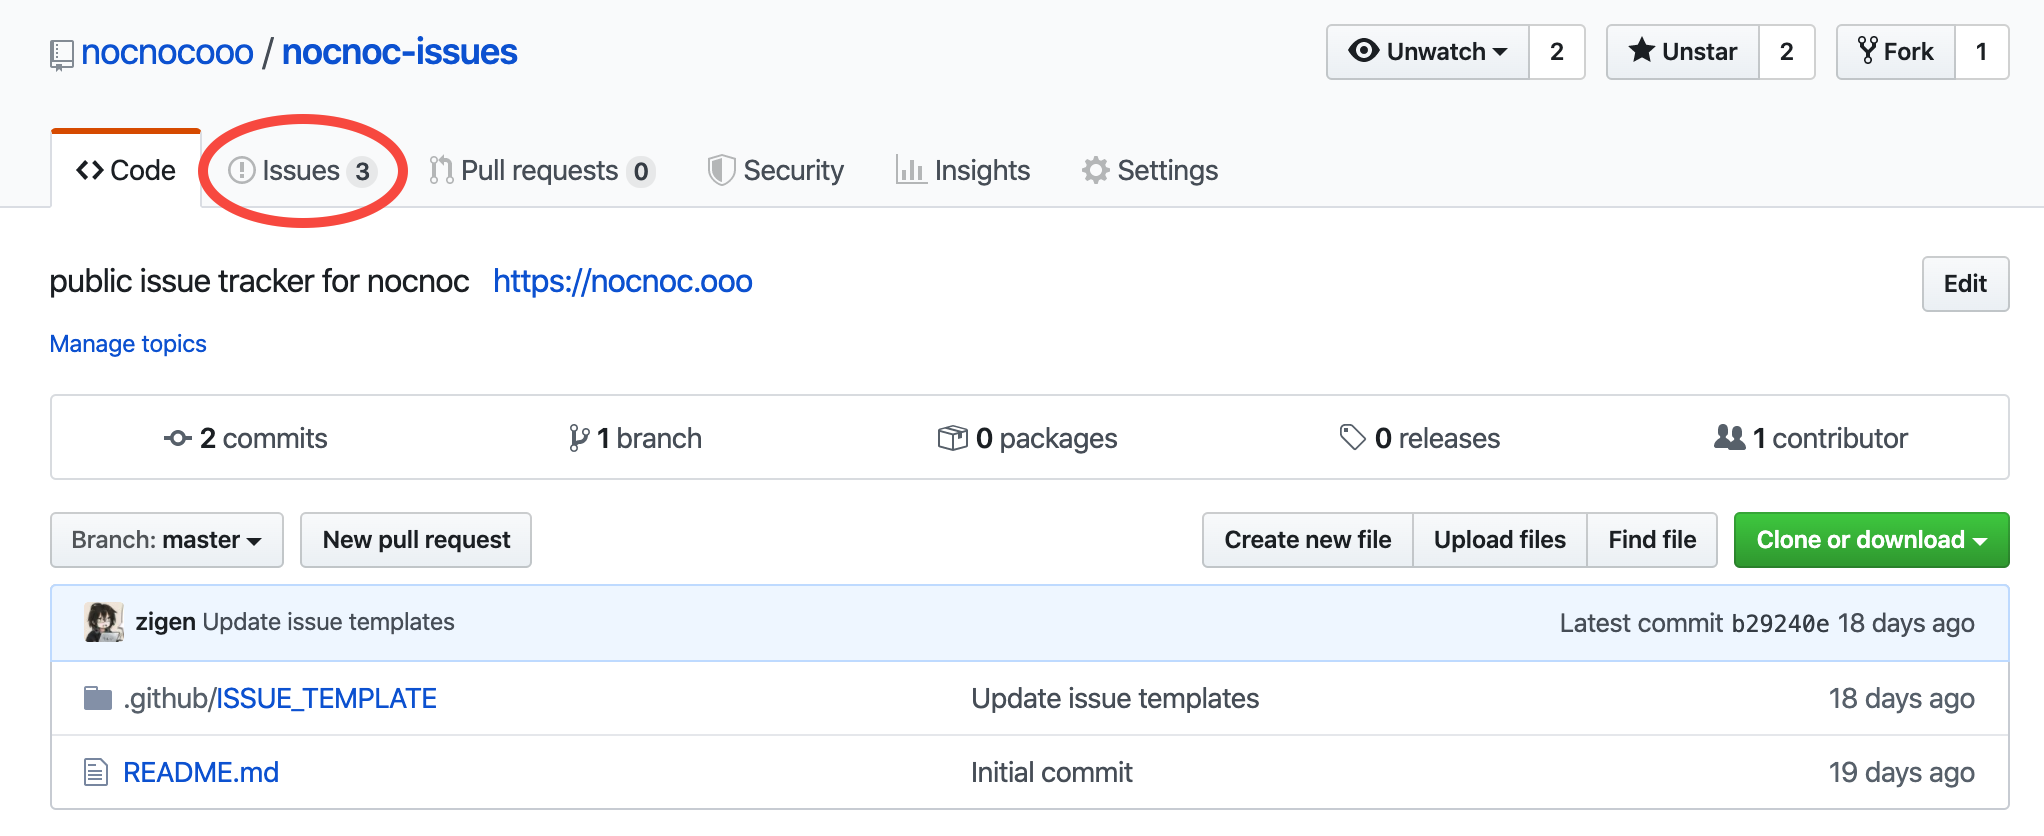 nocnocooo / nocnoc-issues
Unwatch 2 Unstar 2 Fork 1
Code Issues 3 Pull requests 0 Security Insights Settings
public issue tracker for nocnoc https://nocnoc.ooo
Edit
Manage topics
2 commits 1 branch 0 packages 0 releases 1 contributor
Branch: master New pull request Create new file Upload files Find file Clone or download
zigen Update issue templates Latest commit b29240e 18 days ago
.github/ISSUE_TEMPLATE Update issue templates 18 days ago
README.md Initial commit 19 days ago